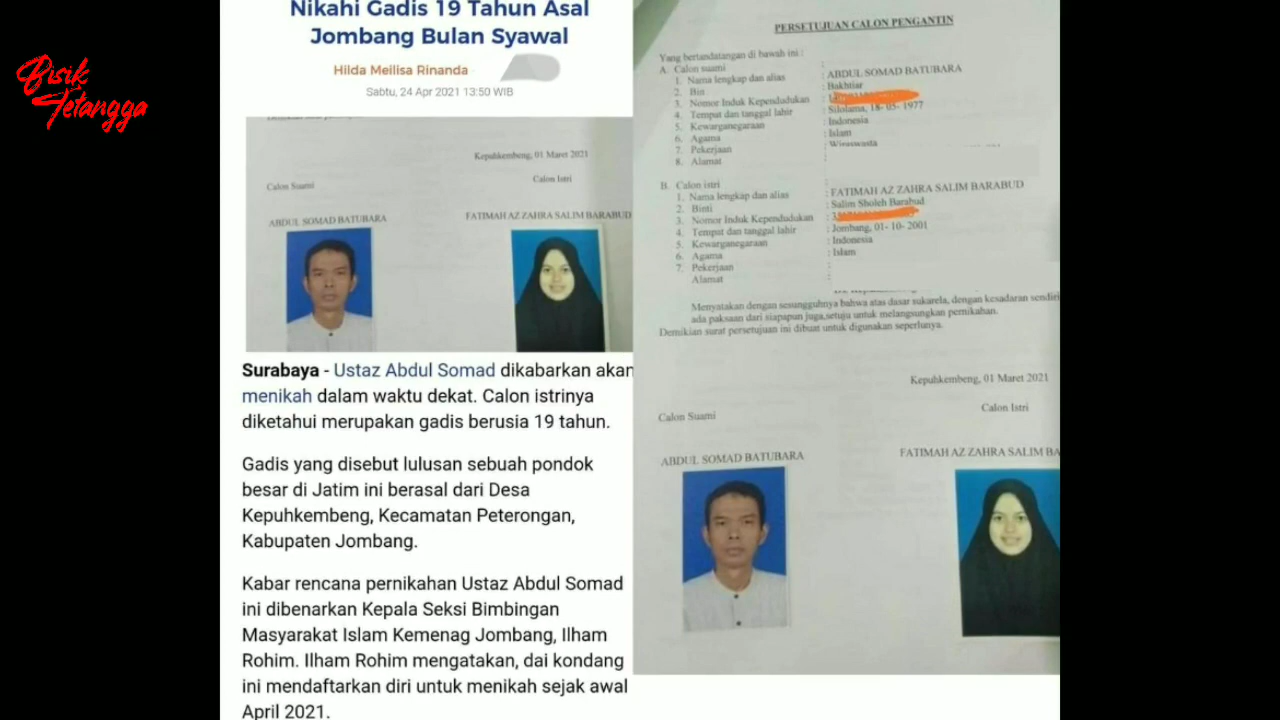 Bisik
Tetangga
Nikahi Gadis 19 Tahun Asal
Jombang Bulan Syawal
Hilda Meilisa Rinanda
Sabtu, 24 Apr 2021 13:50 WIB
Kepuhkembeng, 01 Maret 2021
Calon Suami
Calon Istri
ABDUL SOMAD BATUBARA
FATIMAH AZ ZAHRA SALIM BARABUD
Surabaya - Ustaz Abdul Somad dikabarkan akan
menikah dalam waktu dekat. Calon istrinya
diketahui merupakan gadis berusia 19 tahun.
Gadis yang disebut lulusan sebuah pondok
besar di Jatim ini berasal dari Desa
Kepuhkembeng, Kecamatan Peterongan,
Kabupaten Jombang.
Kabar rencana pernikahan Ustaz Abdul Somad
ini dibenarkan Kepala Seksi Bimbingan
Masyarakat Islam Kemenag Jombang, Ilham
Rohim. Ilham Rohim mengatakan, dai kondang
ini mendaftarkan diri untuk menikah sejak awal
April 2021.
PERSETUJUAN CALON PENGANTIN
Yang bertandatangan di bawah ini :
A. Calon suami :
1. Nama lengkap dan alias : ABDUL SOMAD BATUBARA
2. Bin : Bakhtiar
3. Nomor Induk Kependudukan :
4. Tempat dan tanggal lahir : Silolama, 18- 05- 1977
5. Kewarganegaraan : Indonesia
6. Agama : Islam
7. Pekerjaan : Wiraswasta
8. Alamat :
B. Calon istri :
1. Nama lengkap dan alias : FATIMAH AZ ZAHRA SALIM BARABUD
2. Binti : Salim Sholeh Barabud
3. Nomor Induk Kependudukan :
4. Tempat dan tanggal lahir : Jombang, 01- 10- 2001
5. Kewarganegaraan : Indonesia
6. Agama : Islam
7. Pekerjaan :
Alamat :
Menyatakan dengan sesungguhnya bahwa atas dasar sukarela, dengan kesadaran sendiri
ada paksaan dari siapapun juga,setuju untuk melangsungkan pernikahan.
Demikian surat persetujuan ini dibuat untuk digunakan seperlunya.
Kepuhkembeng, 01 Maret 2021
Calon Suami
Calon Istri
ABDUL SOMAD BATUBARA
FATIMAH AZ ZAHRA SALIM BA